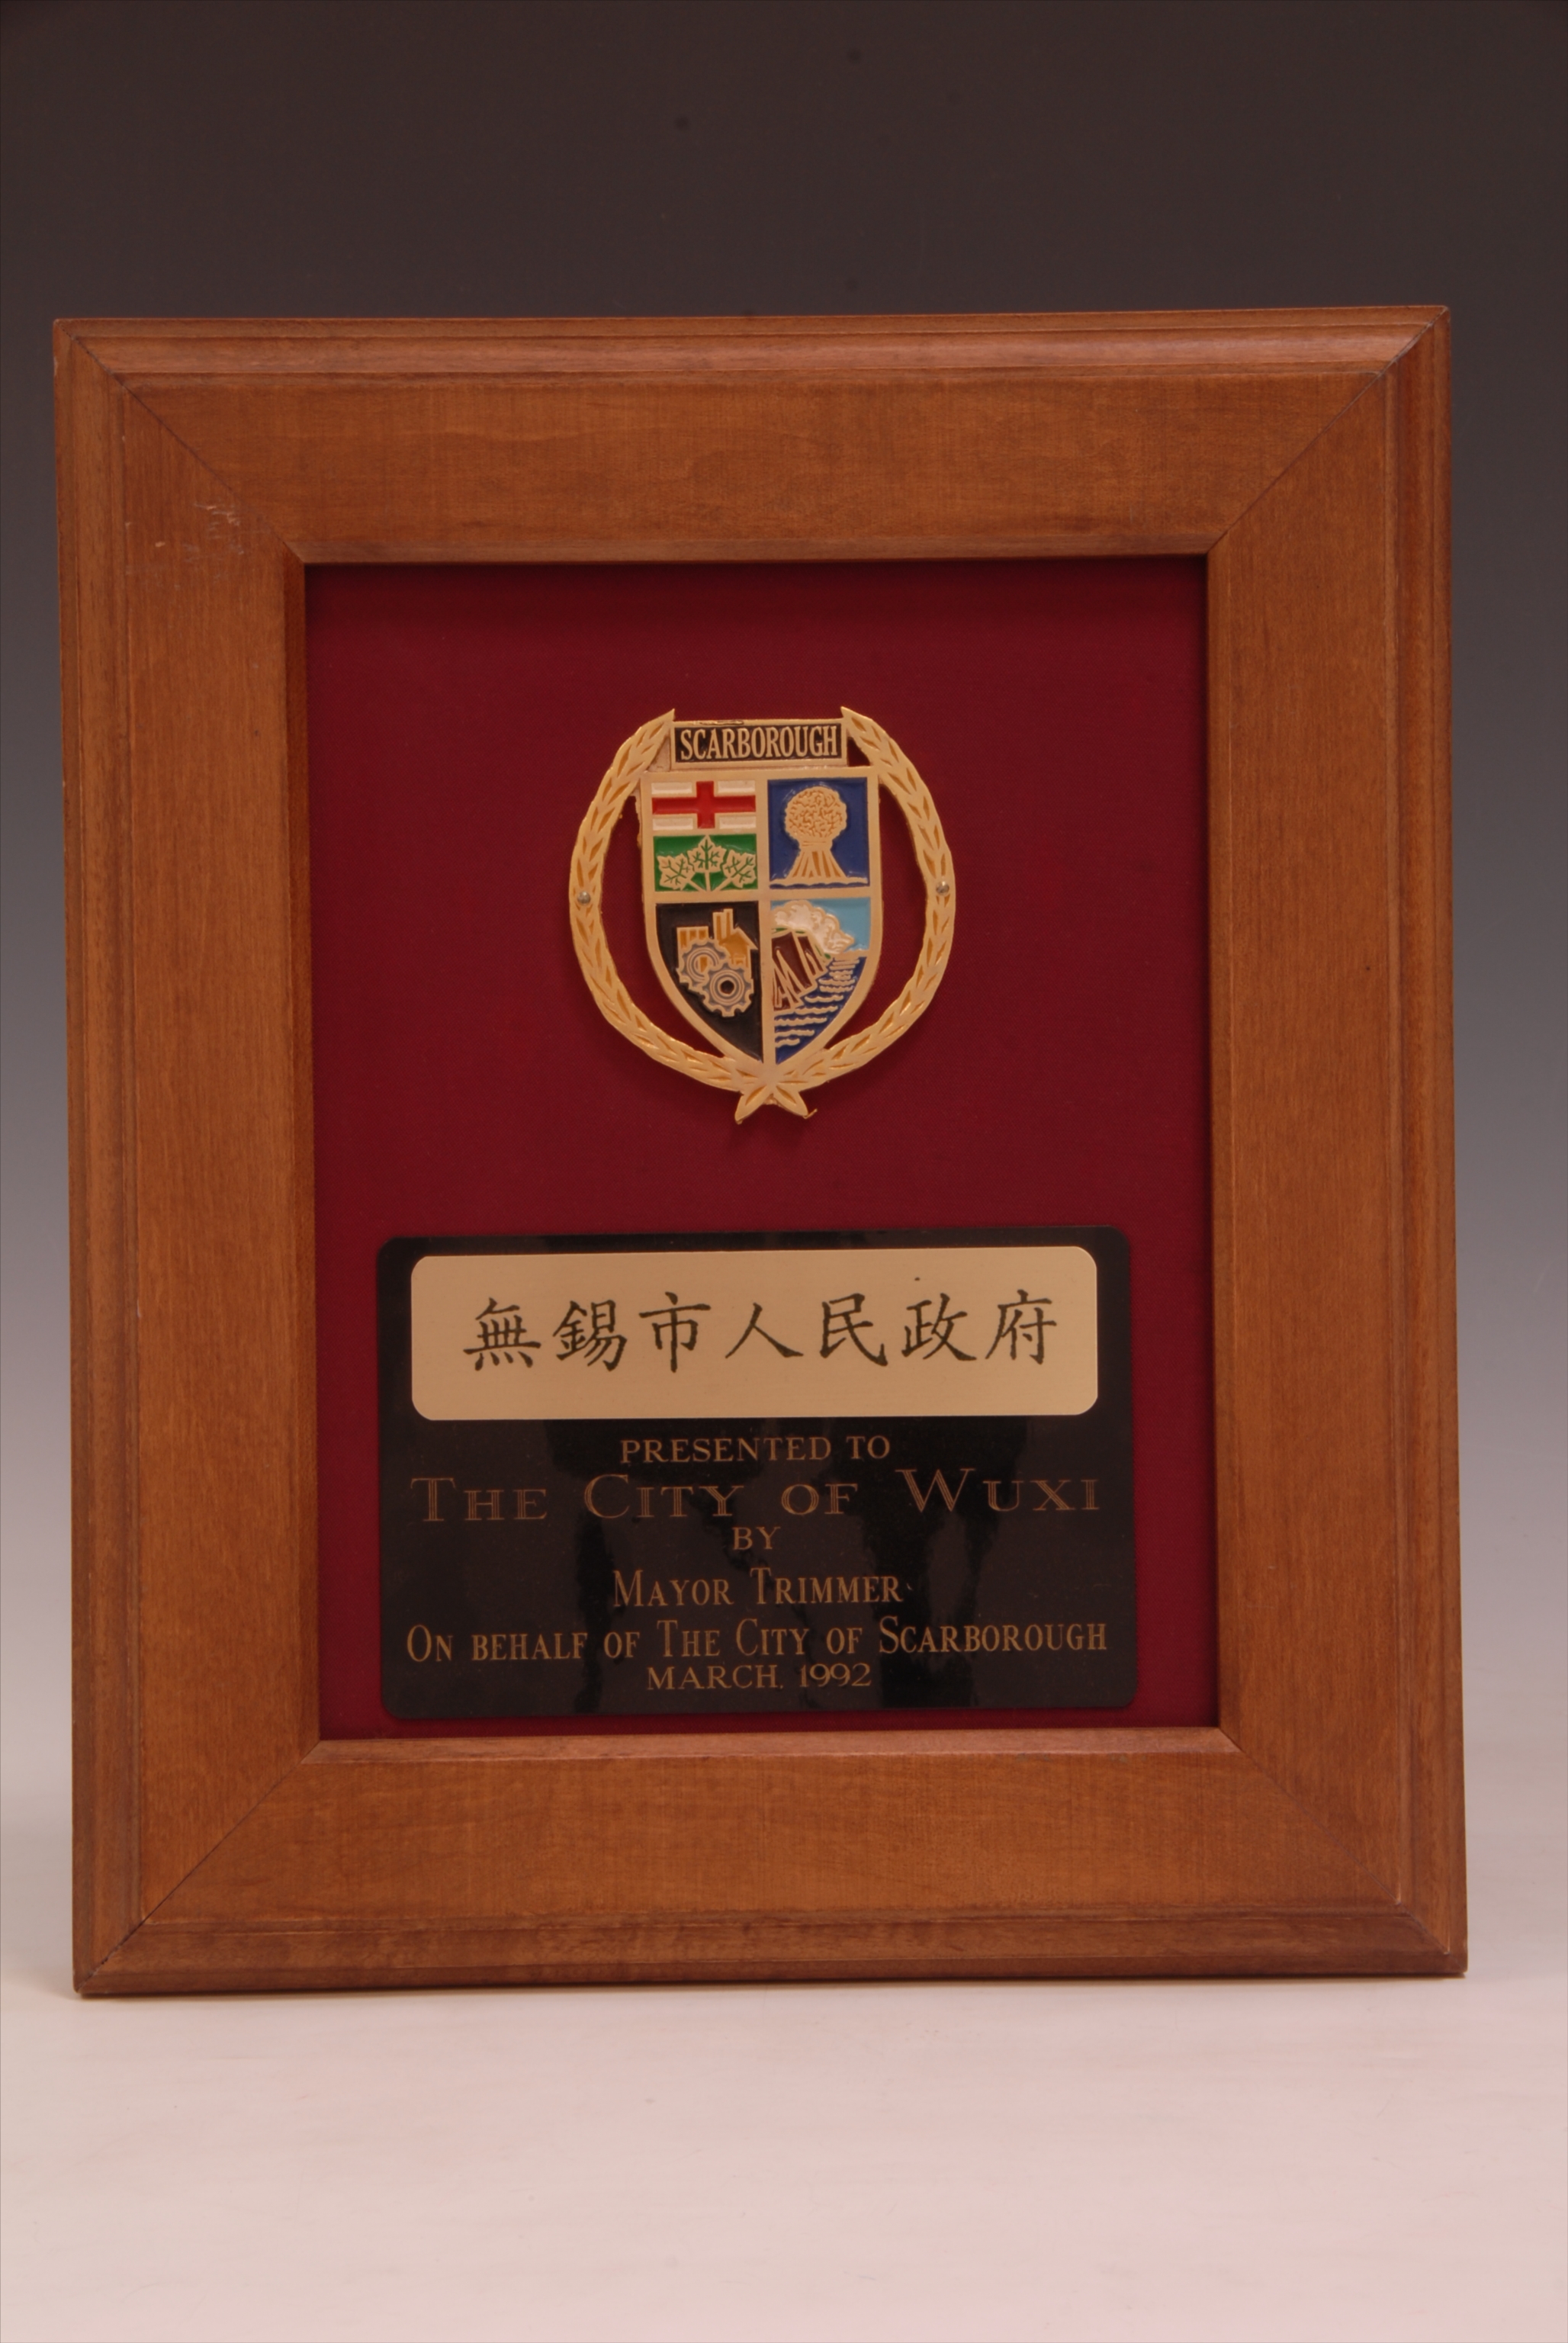 SCARBOROUGH
無錫市人民政府
PRESENTED TO
THE CITY OF WUXI
BY
MAYOR TRIMMER
ON BEHALF OF THE CITY OF SCARBOROUGH
MARCH, 1992